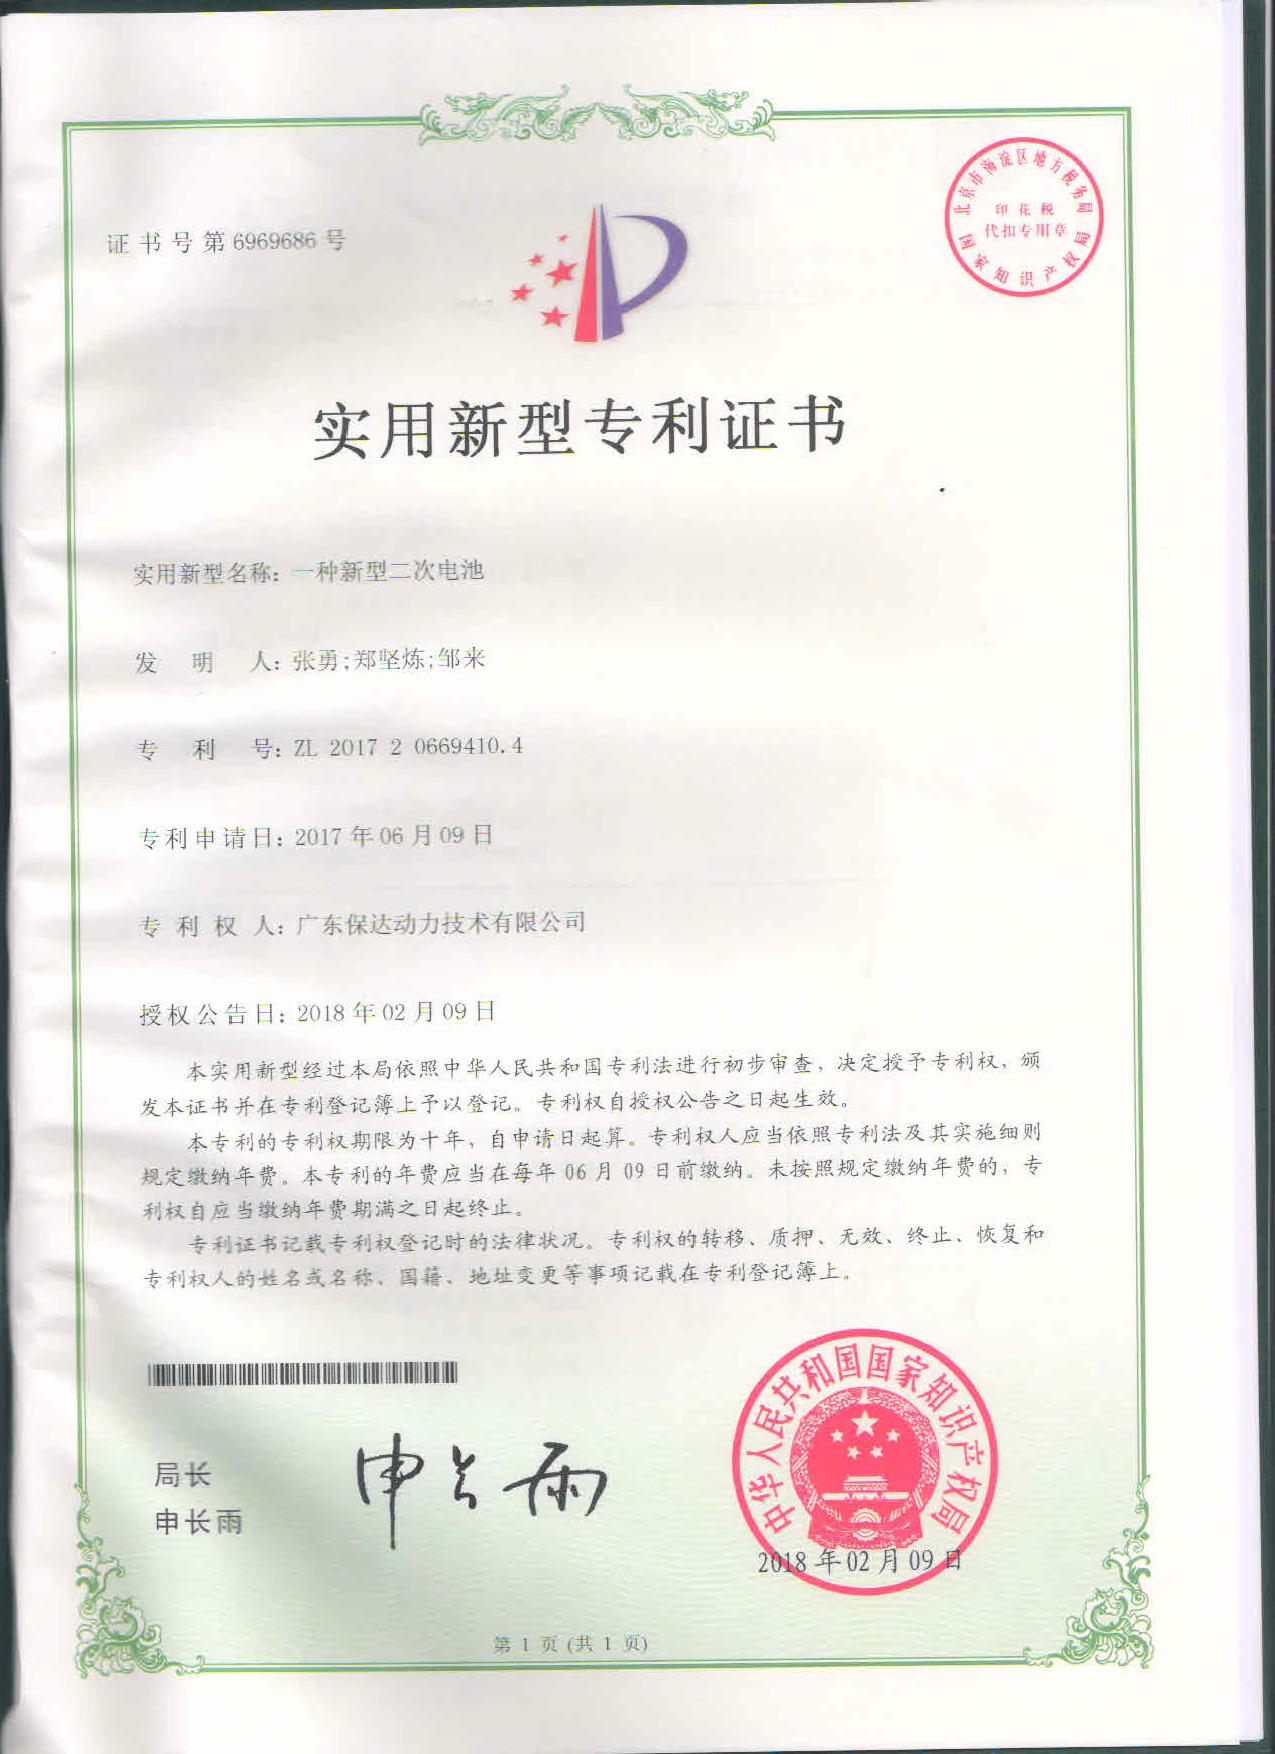 北京市海淀区地方税务局
印花税
代扣专用章
国家知识产权局
证书号第6969686号
实用新型专利证书
实用新型名称：一种新型二次电池
发明人：张勇;郑坚炼;邹来
专利号：ZL 2017 2 0669410.4
专利申请日：2017年06月09日
专利权人：广东保达动力技术有限公司
授权公告日：2018年02月09日
本实用新型经过本局依照中华人民共和国专利法进行初步审查，决定授予专利权，颁
发本证书并在专利登记簿上予以登记。专利权自授权公告之日起生效。
本专利的专利权期限为十年，自申请日起算。专利权人应当依照专利法及其实施细则
规定缴纳年费。本专利的年费应当在每年06月09日前缴纳。未按照规定缴纳年费的，专
利权自应当缴纳年费期满之日起终止。
专利证书记载专利权登记时的法律状况。专利权的转移、质押、无效、终止、恢复和
专利权人的姓名或名称、国籍、地址变更等事项记载在专利登记簿上。
局长
申长雨
申长雨
中华人民共和国国家知识产权局
2018年02月09日
第1页(共1页)